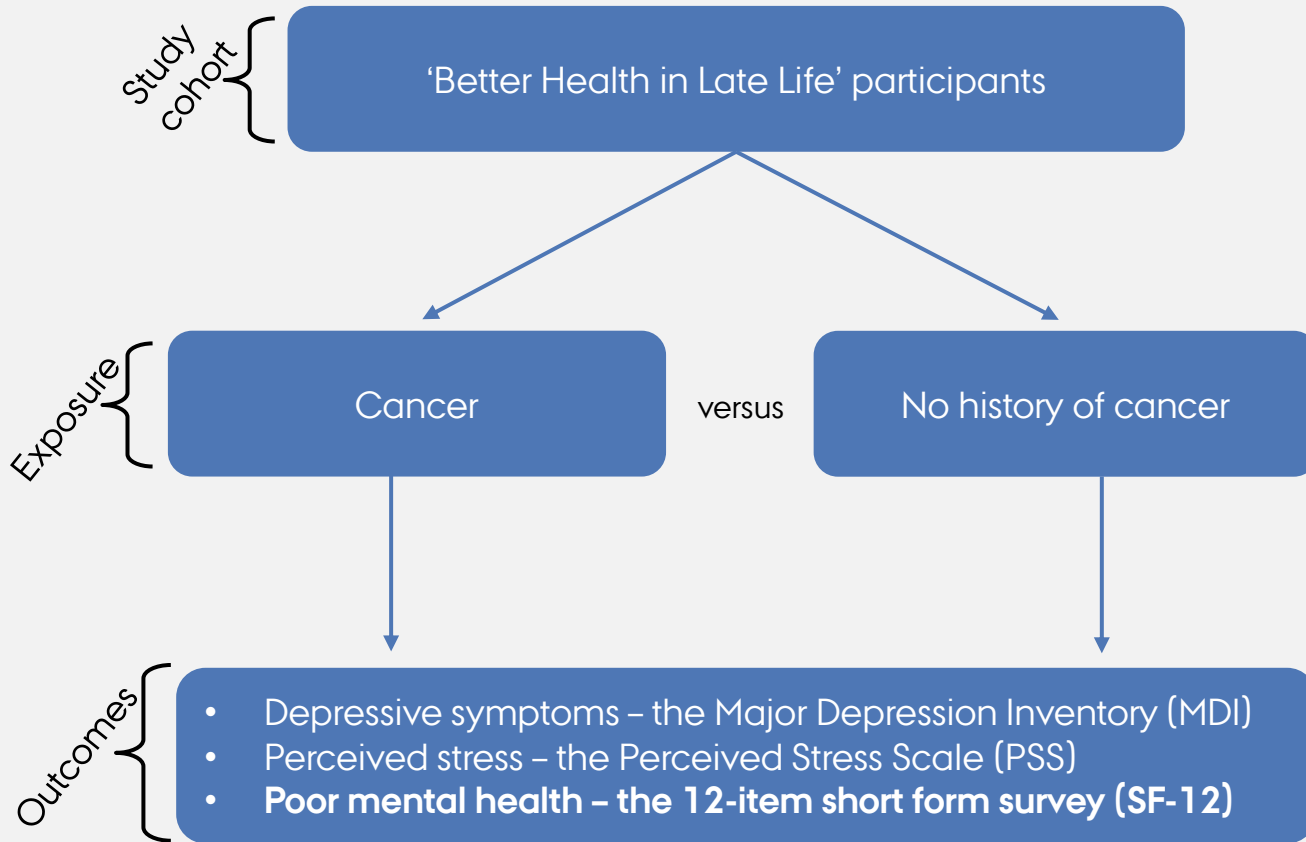 Study
cohort
‘Better Health in Late Life’ participants
Exposure
Cancer
versus
No history of cancer
Outcomes
• Depressive symptoms – the Major Depression Inventory (MDI)
• Perceived stress – the Perceived Stress Scale (PSS)
• Poor mental health – the 12-item short form survey (SF-12)